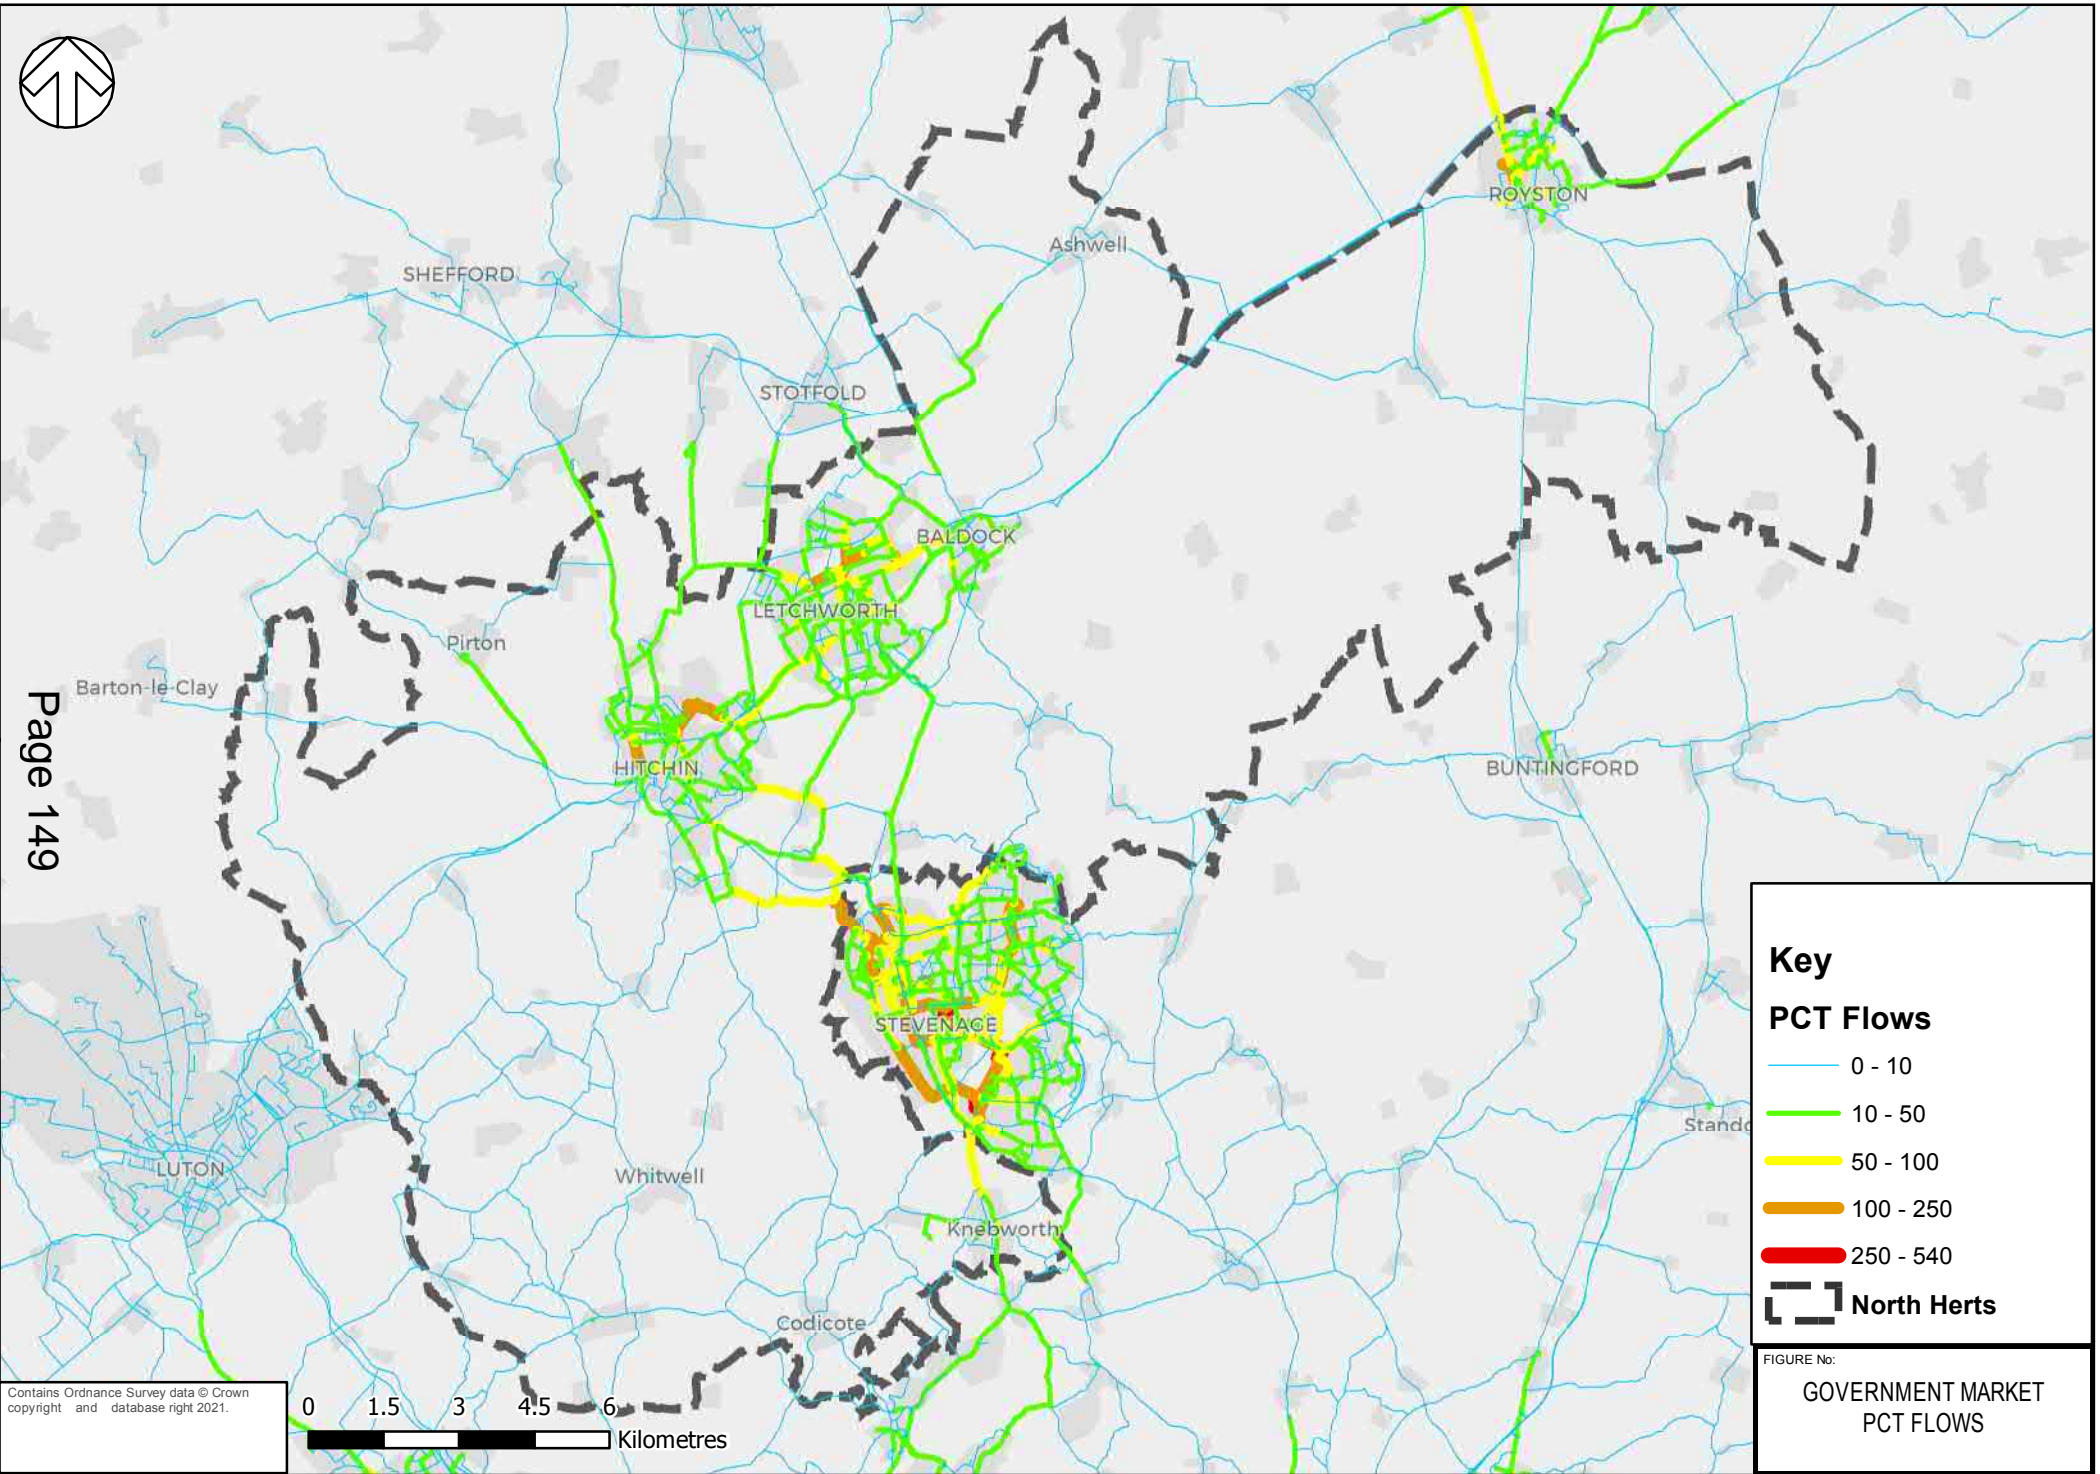 ROYSTON
Ashwell
SHEFFORD
STOTFOLD
BALDOCK
LETCHWORTH
Pirton
Barton-le-Clay
HITCHIN
BUNTINGFORD
STEVENAGE
LUTON
Whitwell
Knebworth
Codicote
Page 149
Key
PCT Flows
0 - 10
10 - 50
50 - 100
100 - 250
250 - 540
North Herts
FIGURE No:
GOVERNMENT MARKET
PCT FLOWS
Contains Ordnance Survey data © Crown
copyright and database right 2021.
0 1.5 3 4.5 6
Kilometres